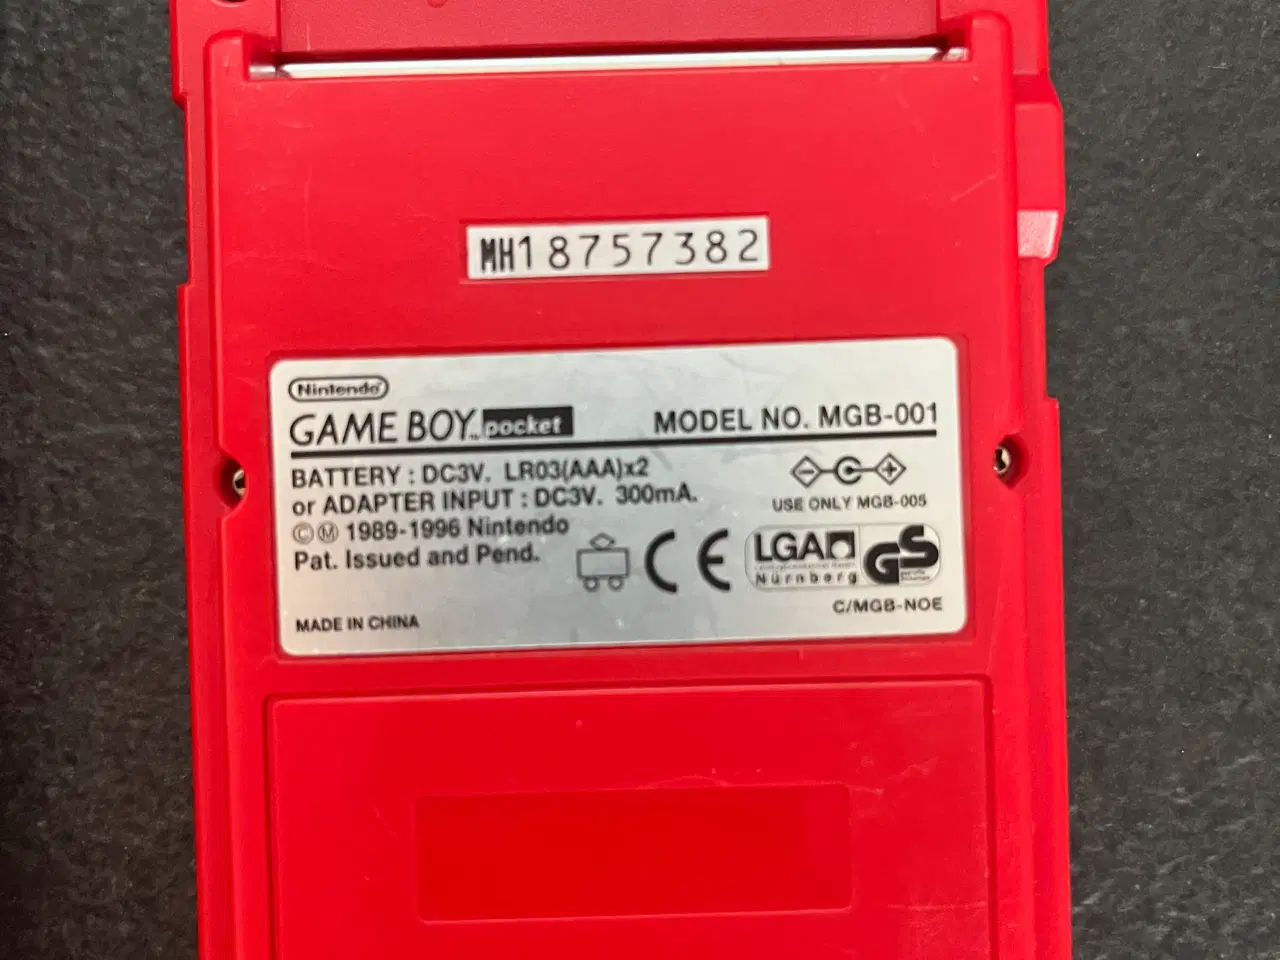 MH18757382
Nintendo
GAME BOY™ pocket MODEL NO. MGB-001
BATTERY : DC3V. LR03(AAA)x2
or ADAPTER INPUT : DC3V. 300mA.
USE ONLY MGB-005
©Ⓜ 1989-1996 Nintendo
Pat. Issued and Pend.
CE
LGA
Nürnberg
GS
C/MGB-NOE
MADE IN CHINA